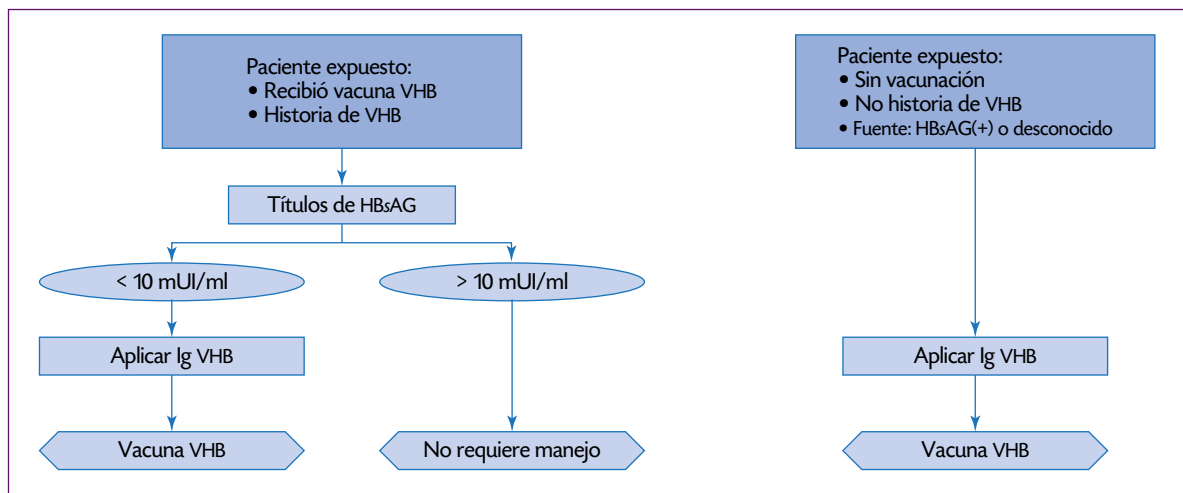 Paciente expuesto:
• Recibió vacuna VHB
• Historia de VHB
Títulos de HBsAG
< 10 mUI/ml
> 10 mUI/ml
Aplicar Ig VHB
Vacuna VHB
No requiere manejo
Paciente expuesto:
• Sin vacunación
• No historia de VHB
• Fuente: HBsAG(+) o desconocido
Aplicar Ig VHB
Vacuna VHB